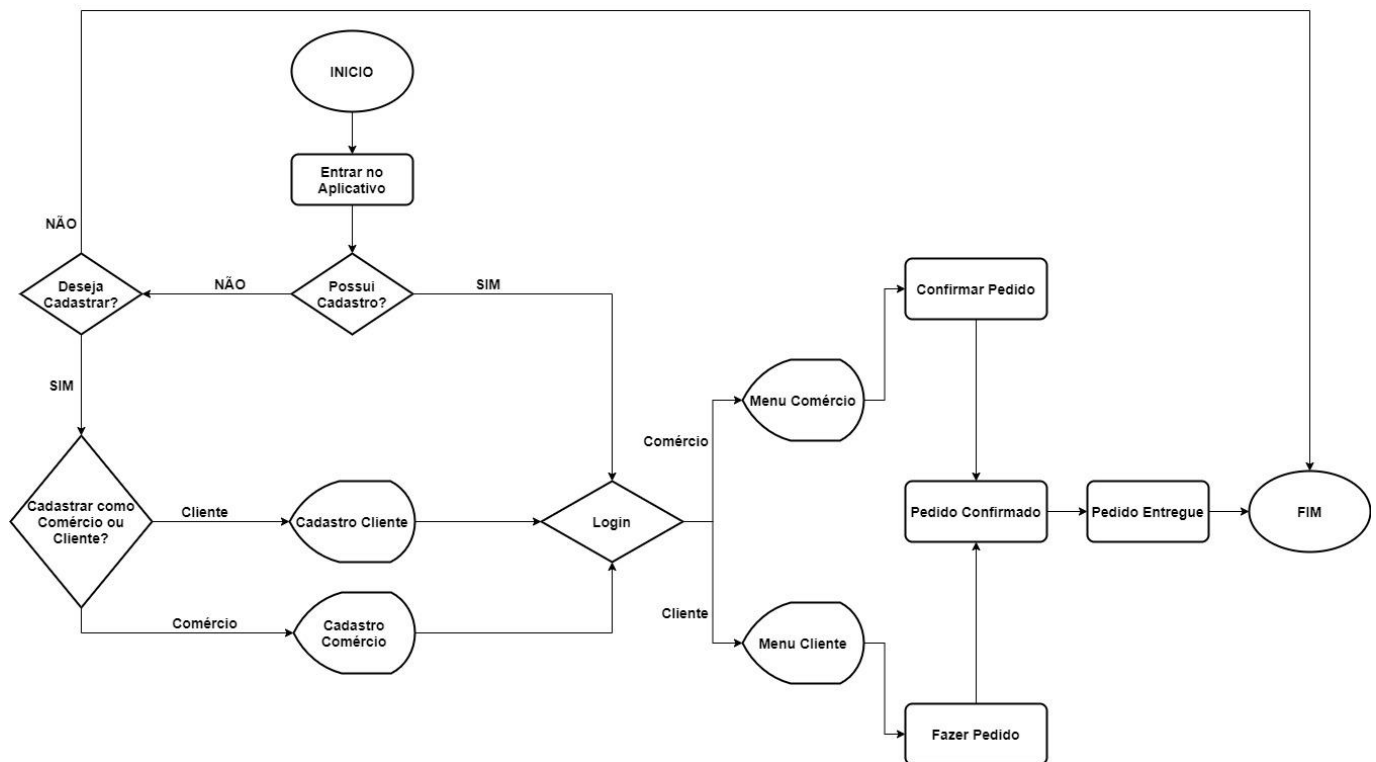 INICIO
Entrar no
Aplicativo
NÃO
Deseja
Cadastrar?
NÃO
Possui
Cadastro?
SIM
Confirmar Pedido
SIM
Menu Comércio
Comércio
Cadastrar como
Comércio ou
Cliente?
Cliente
Cadastro Cliente
Login
Pedido Confirmado
Pedido Entregue
FIM
Comércio
Cadastro
Comércio
Cliente
Menu Cliente
Fazer Pedido